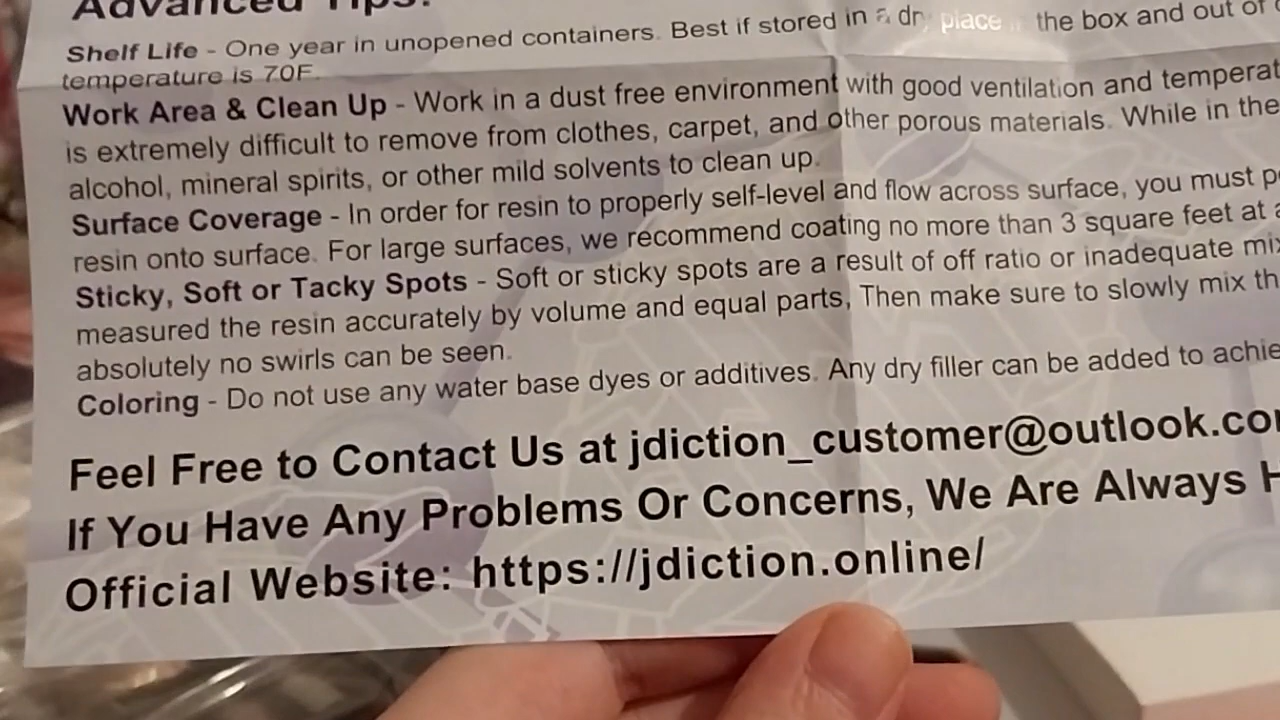 Advanced Tips:
Shelf Life - One year in unopened containers. Best if stored in a dry place in the box and out of
temperature is 70F.
Work Area & Clean Up - Work in a dust free environment with good ventilation and temperat
is extremely difficult to remove from clothes, carpet, and other porous materials. While in the
alcohol, mineral spirits, or other mild solvents to clean up.
Surface Coverage - In order for resin to properly self-level and flow across surface, you must p
resin onto surface. For large surfaces, we recommend coating no more than 3 square feet at a
Sticky, Soft or Tacky Spots - Soft or sticky spots are a result of off ratio or inadequate mix
measured the resin accurately by volume and equal parts, Then make sure to slowly mix th
absolutely no swirls can be seen.
Coloring - Do not use any water base dyes or additives. Any dry filler can be added to achie
Feel Free to Contact Us at jdiction_customer@outlook.co
If You Have Any Problems Or Concerns, We Are Always H
Official Website: https://jdiction.online/